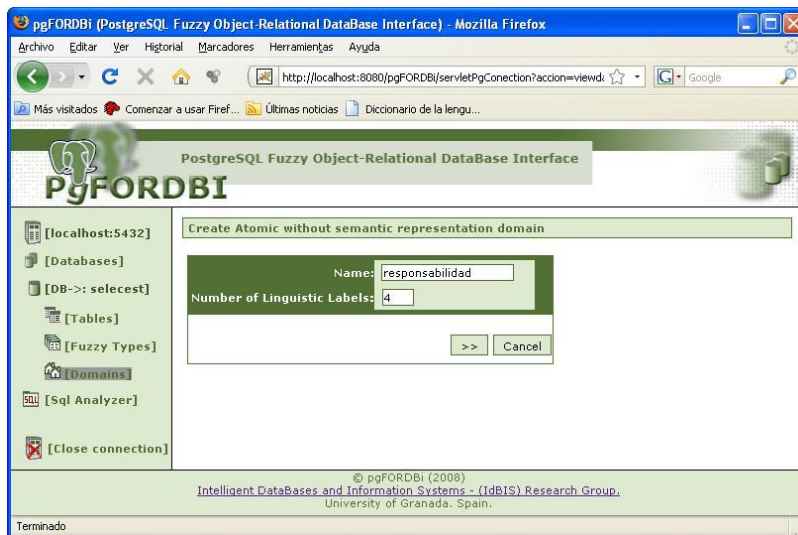 pgFORDBi (PostgreSQL Fuzzy Object-Relational DataBase Interface) - Mozilla Firefox
Archivo Editar Ver Historial Marcadores Herramientas Ayuda
http://localhost:8080/pgFORDBi/servletPgConection?accion=viewd
G Google
Más visitados Comenzar a usar Firef... Últimas noticias Diccionario de la lengu...
PostgreSQL Fuzzy Object-Relational DataBase Interface
PgFORDBI
[localhost:5432]
[Databases]
[DB->: selecest]
[Tables]
[Fuzzy Types]
[Domains]
SQL [Sql Analyzer]
[Close connection]
Create Atomic without semantic representation domain
Name: responsabilidad
Number of Linguistic Labels: 4
>> Cancel
© pgFORDBi (2008)
Intelligent DataBases and Information Systems - (IdBIS) Research Group.
University of Granada. Spain.
Terminado